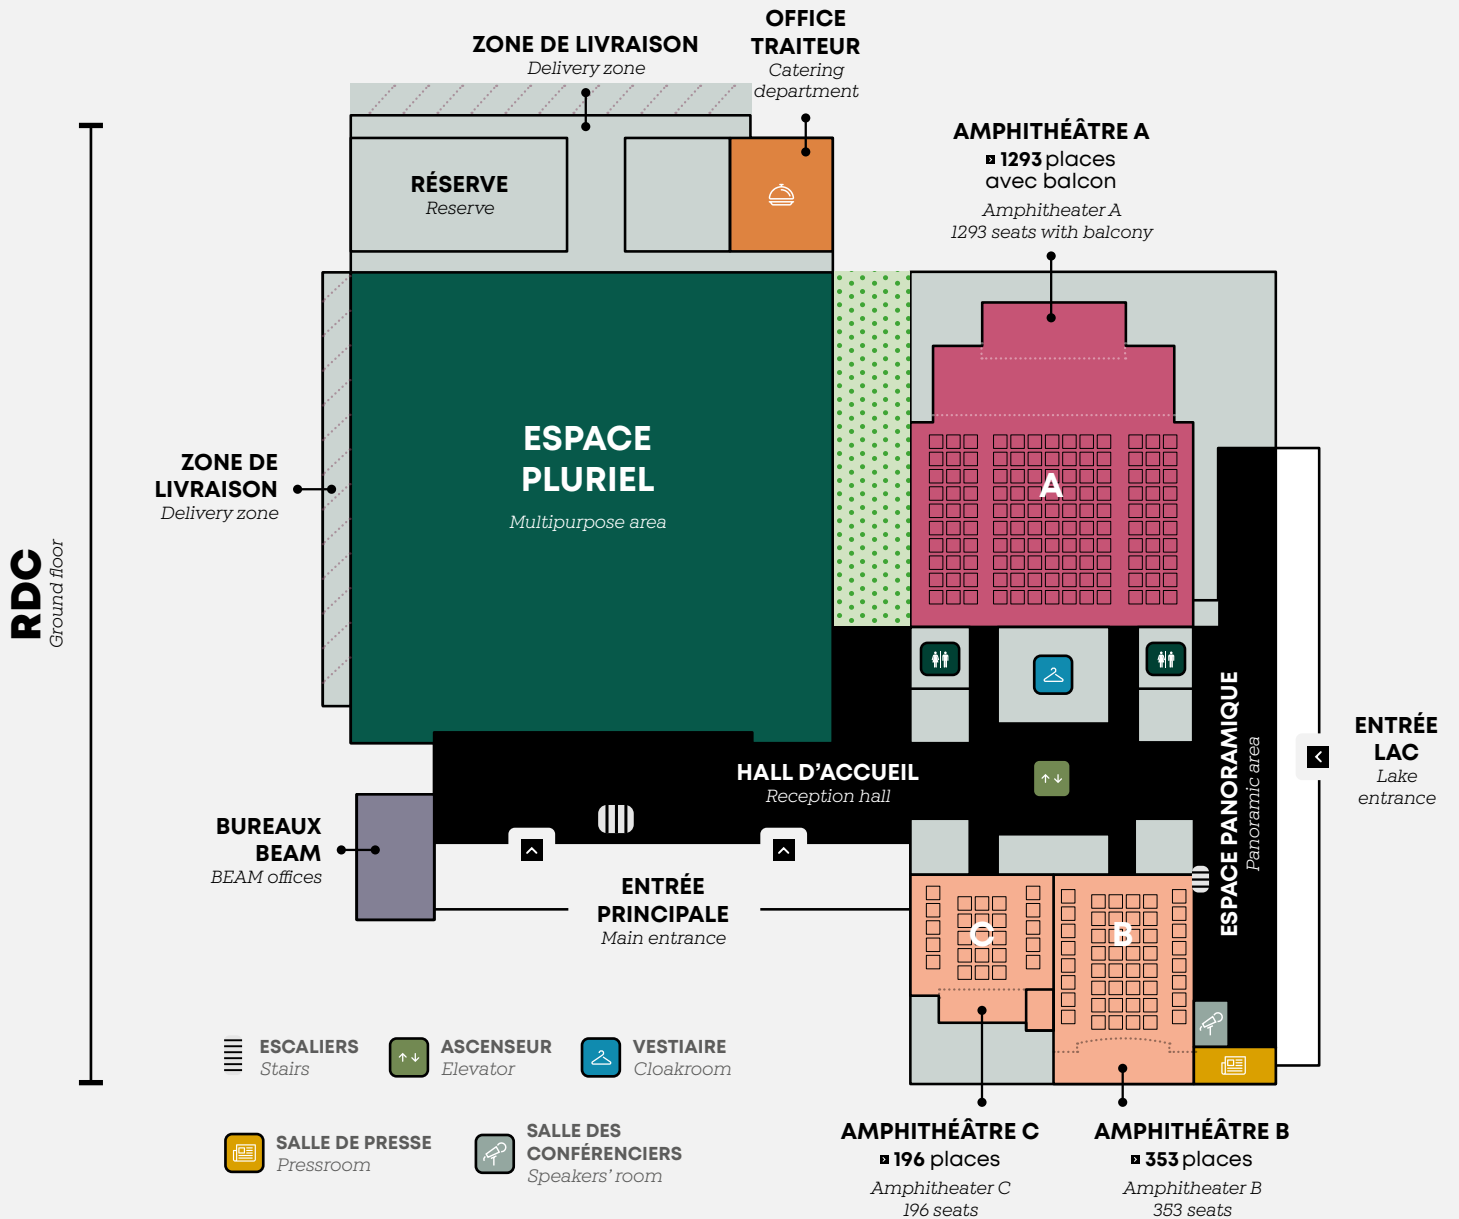 ZONE DE LIVRAISON
Delivery zone
OFFICE
TRAITEUR
Catering
department
AMPHITHÉÂTRE A
1293 places
avec balcon
Amphitheater A
1293 seats with balcony
RÉSERVE
Reserve
ESPACE
PLURIEL
Multipurpose area
A
ZONE DE
LIVRAISON
Delivery zone
RDC
Ground floor
HALL D'ACCUEIL
Reception hall
ESPACE PANORAMIQUE
Panoramic area
ENTRÉE
LAC
Lake
entrance
BUREAUX
BEAM
BEAM offices
ENTRÉE
PRINCIPALE
Main entrance
C
B
ESCALIERS
Stairs
ASCENSEUR
Elevator
VESTIAIRE
Cloakroom
SALLE DE PRESSE
Pressroom
SALLE DES
CONFÉRENCIERS
Speakers' room
AMPHITHÉÂTRE C
196 places
Amphitheater C
196 seats
AMPHITHÉÂTRE B
353 places
Amphitheater B
353 seats